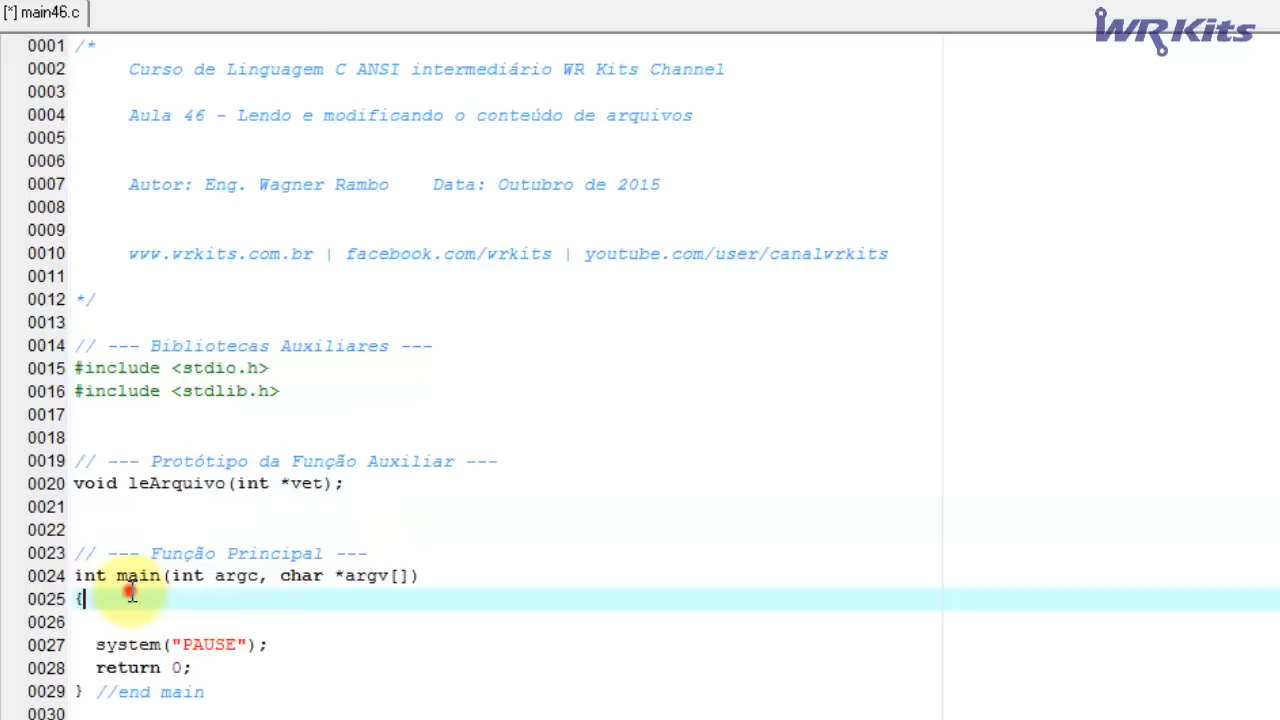 [*] main46.c
WR Kits
0001 /*
0002 Curso de Linguagem C ANSI intermediário WR Kits Channel
0003
0004 Aula 46 - Lendo e modificando o conteúdo de arquivos
0005
0006
0007 Autor: Eng. Wagner Rambo Data: Outubro de 2015
0008
0009
0010 www.wrkits.com.br | facebook.com/wrkits | youtube.com/user/canalwrkits
0011
0012 */
0013
0014 // --- Bibliotecas Auxiliares ---
0015 #include <stdio.h>
0016 #include <stdlib.h>
0017
0018
0019 // --- Protótipo da Função Auxiliar ---
0020 void leArquivo(int *vet);
0021
0022
0023 // --- Função Principal ---
0024 int main(int argc, char *argv[])
0025 {
0026
0027 system("PAUSE");
0028 return 0;
0029 } //end main
0030